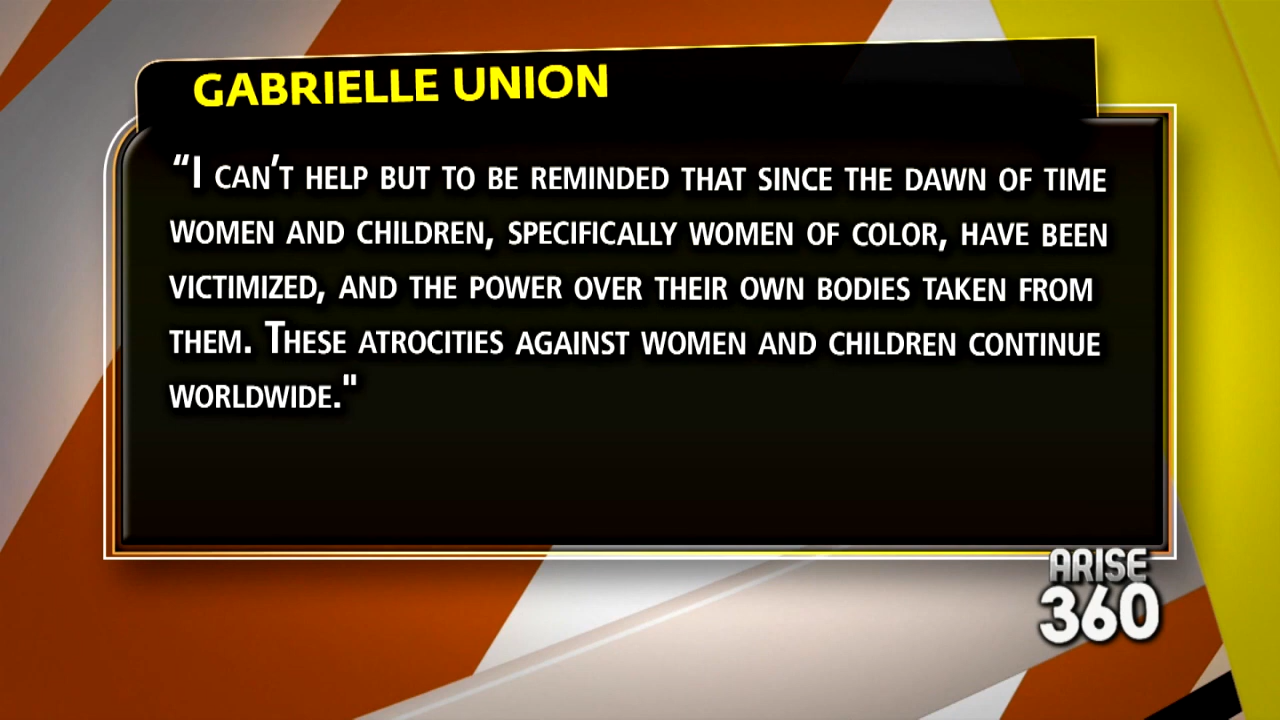 GABRIELLE UNION
“I CAN’T HELP BUT TO BE REMINDED THAT SINCE THE DAWN OF TIME
WOMEN AND CHILDREN, SPECIFICALLY WOMEN OF COLOR, HAVE BEEN
VICTIMIZED, AND THE POWER OVER THEIR OWN BODIES TAKEN FROM
THEM. THESE ATROCITIES AGAINST WOMEN AND CHILDREN CONTINUE
WORLDWIDE."
ARISE
360